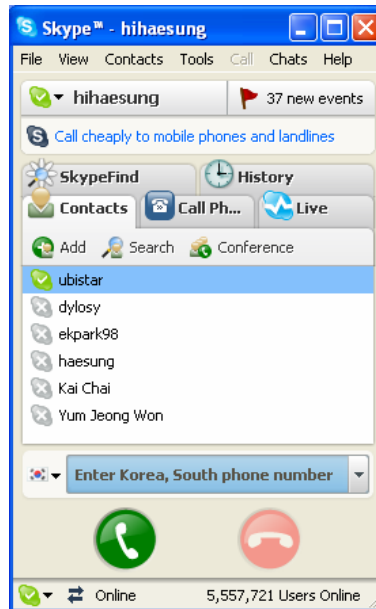 Skype™ - hihaesung
File View Contacts Tools Call Chats Help
hihaesung 37 new events
Call cheaply to mobile phones and landlines
SkypeFind History
Contacts Call Ph... Live
Add Search Conference
ubistar
dylosy
ekpark98
haesung
Kai Chai
Yum Jeong Won
Enter Korea, South phone number
Online 5,557,721 Users Online